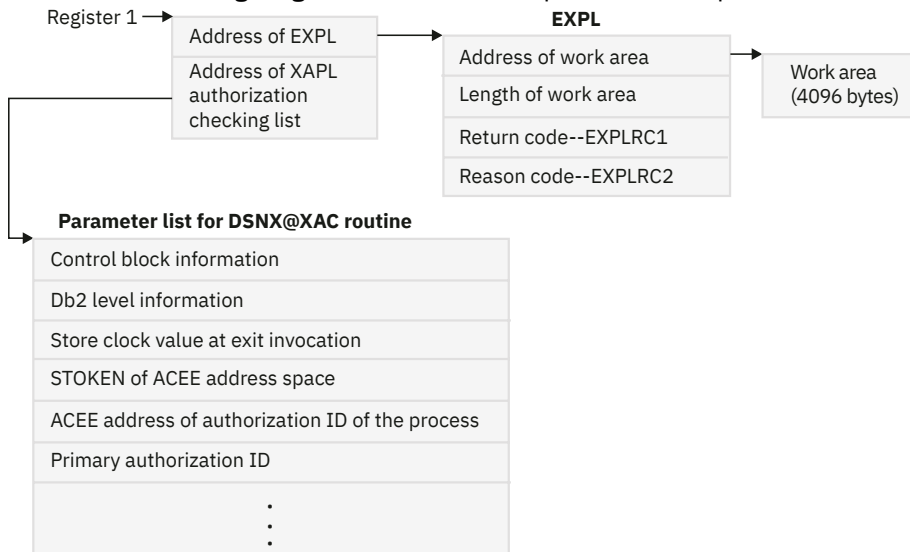 EXPL
Register 1
Address of EXPL
Address of XAPL
authorization
checking list
Address of work area
Length of work area
Return code--EXPLRC1
Reason code--EXPLRC2
Work area
(4096 bytes)
Parameter list for DSNX@XAC routine
Control block information
Db2 level information
Store clock value at exit invocation
STOKEN of ACEE address space
ACEE address of authorization ID of the process
Primary authorization ID